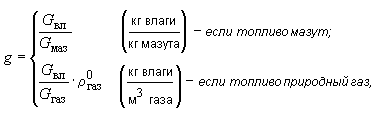 g = { G_вл / G_маз (кг влаги / кг мазута) – если топливо мазут;
G_вл / G_газ · ρ⁰_газ (кг влаги / м³ газа) – если топливо природный газ,